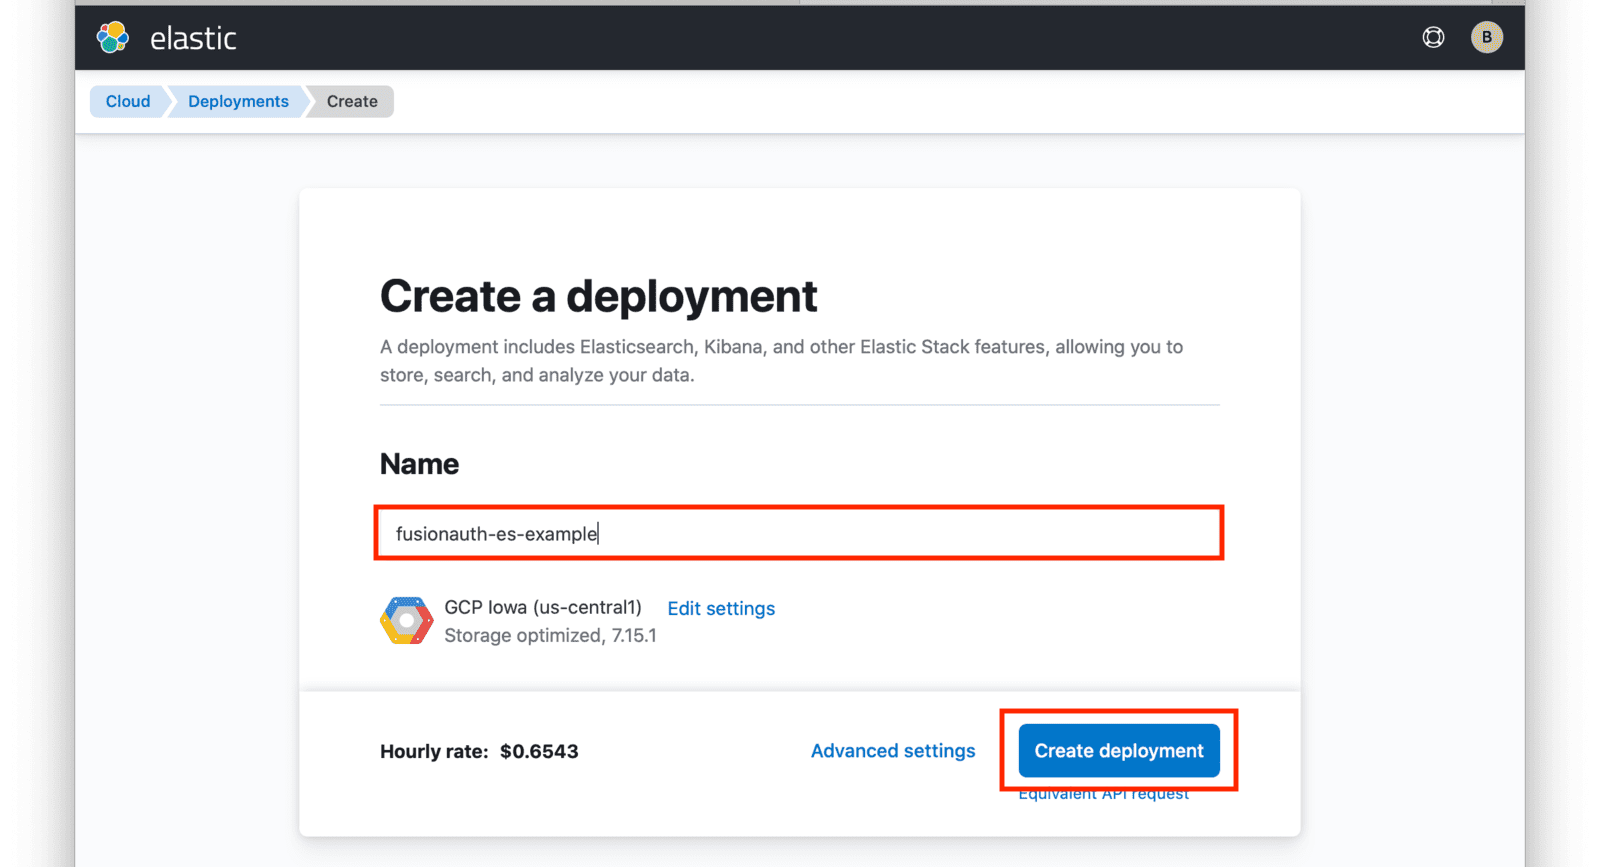 elastic
B
Cloud
Deployments
Create
Create a deployment
A deployment includes Elasticsearch, Kibana, and other Elastic Stack features, allowing you to
store, search, and analyze your data.
Name
fusionauth-es-example
GCP Iowa (us-central1)
Edit settings
Storage optimized, 7.15.1
Hourly rate: $0.6543
Advanced settings
Create deployment
Equivalent API request